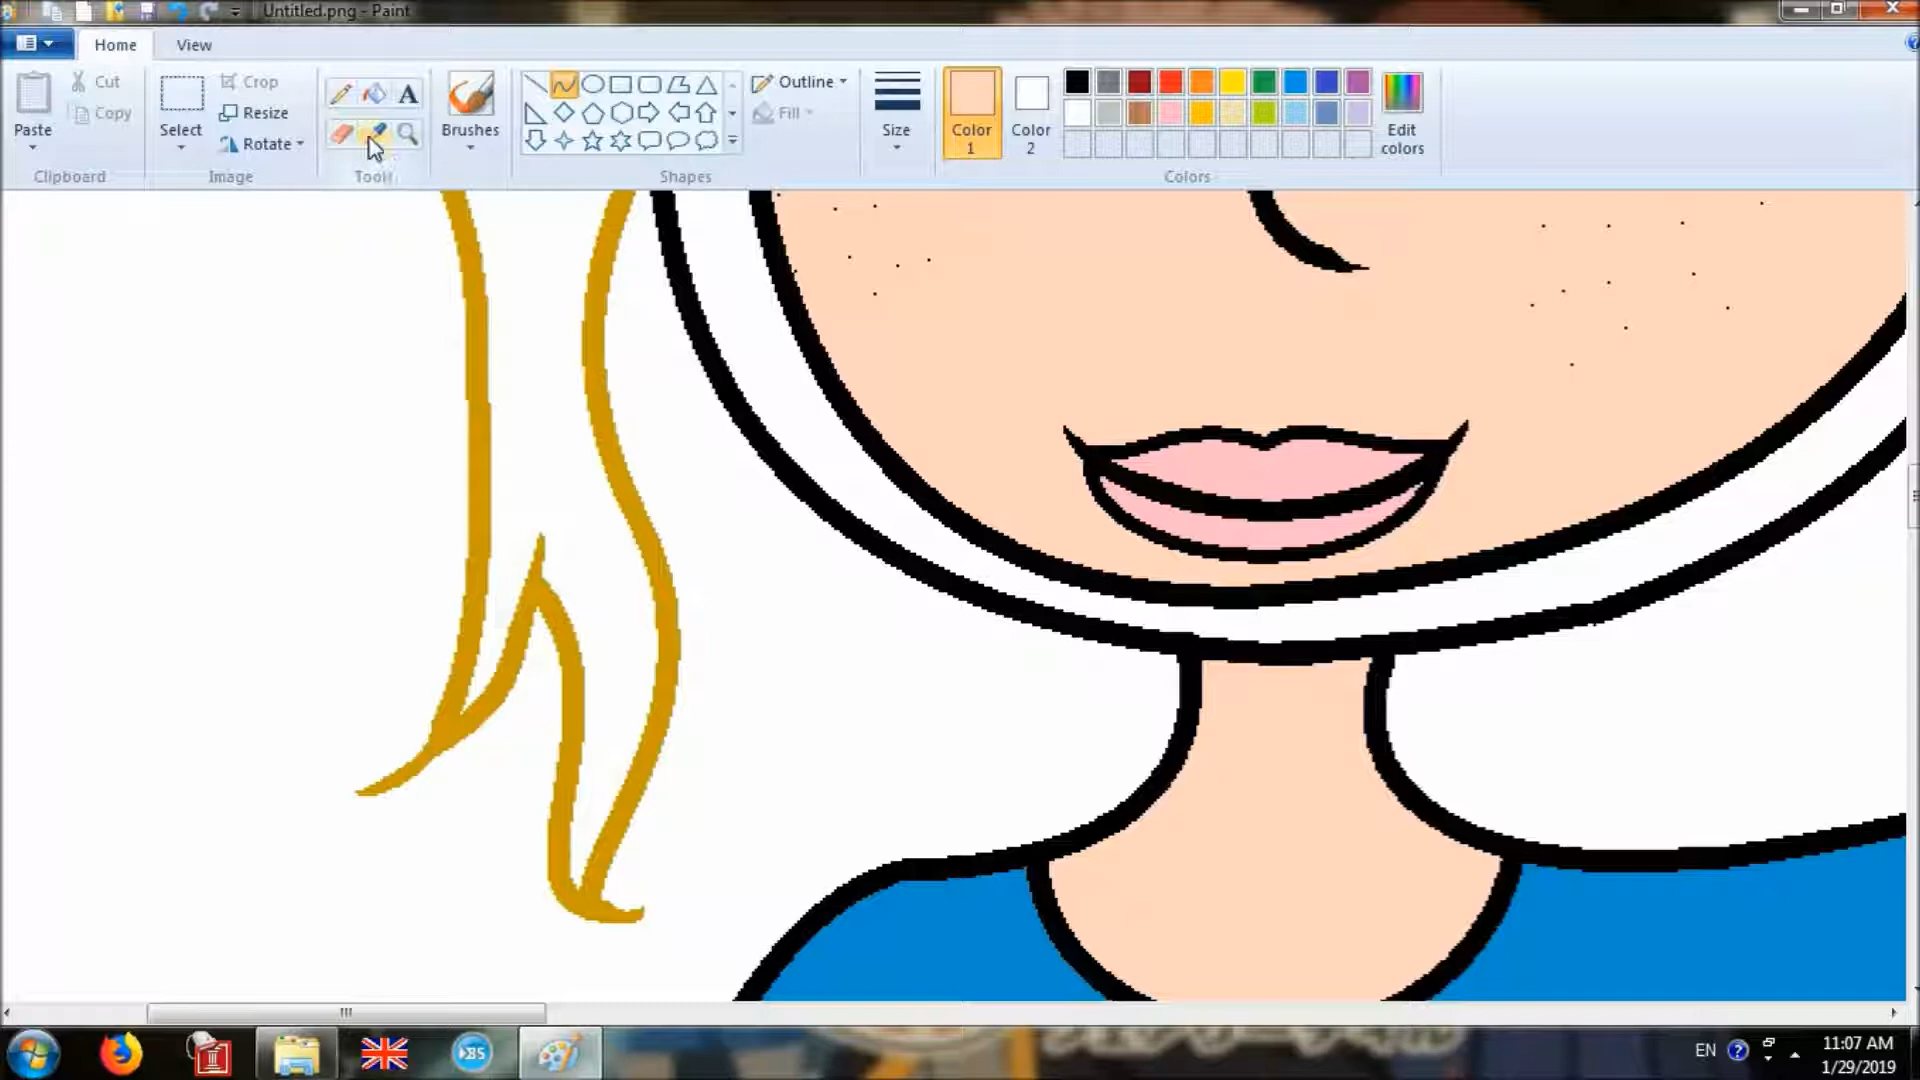 Untitled.png - Paint
Home View
Paste Cut Copy Clipboard
Select Crop Resize Rotate Image
A
Tools
Brushes
Outline Fill Shapes
Size
Color 1
Color 2
Edit colors
Colors
BS
EN 11:07 AM
1/29/2019